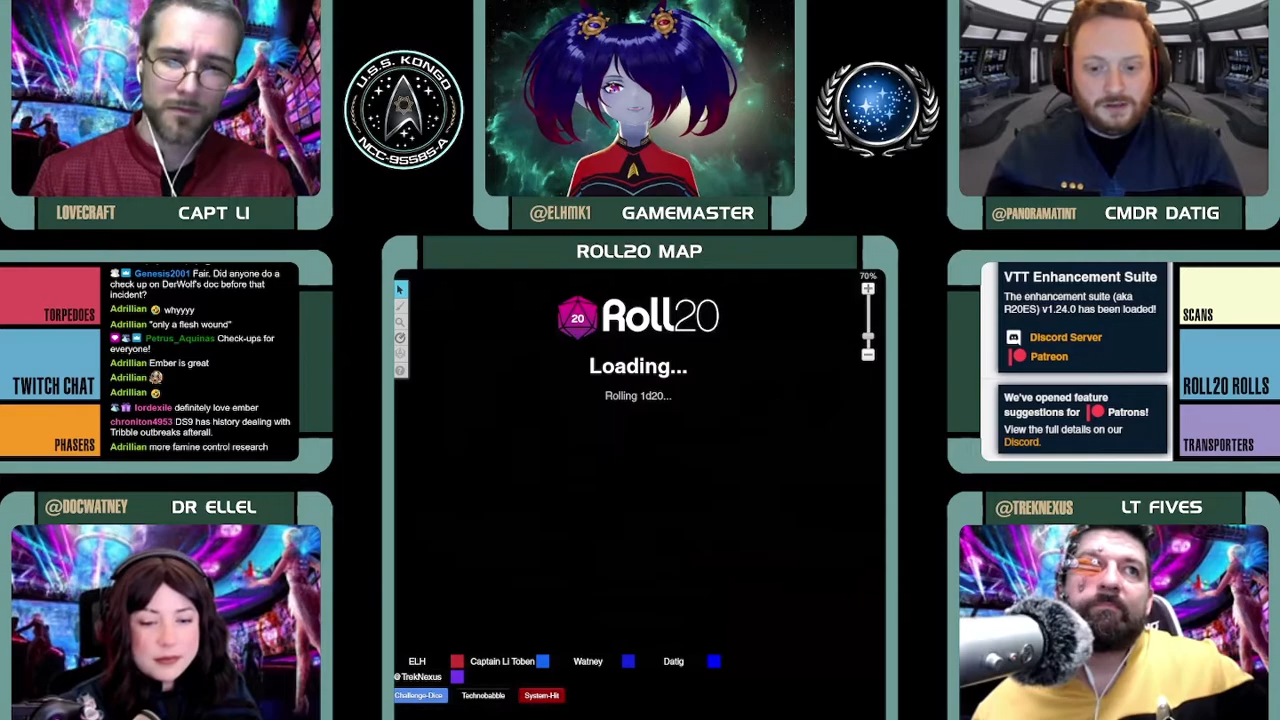 U.S.S. KONGO
NCC-95585-A
LOVECRAFT
CAPT LI
@ELHMK1
GAMEMASTER
@PANORAMATINT
CMDR DATIG
ROLL20 MAP
TORPEDOES
TWITCH CHAT
PHASERS
Genesis2001 Fair. Did anyone do a
check up on DerWolf's doc before that
incident?
Adrillian whyyyy
Adrillian "only a flesh wound"
Petrus_Aquinas Check-ups for
everyone!
Adrillian Ember is great
Adrillian
Adrillian
lordexile definitely love ember
chroniton4953 DS9 has history dealing with
Tribble outbreaks afterall.
Adrillian more famine control research
70%
20
Roll20
Loading...
Rolling 1d20...
VTT Enhancement Suite
The enhancement suite (aka
R20ES) v1.24.0 has been loaded!
Discord Server
Patreon
We've opened feature
suggestions for Patrons!
View the full details on our
Discord.
SCANS
ROLL20 ROLLS
TRANSPORTERS
@DOCWATNEY
DR ELLEL
@TREKNEXUS
LT FIVES
ELH
Captain Li Toben
Watney
Datig
@TrekNexus
Challenge-Dice
Technobabble
System-Hit